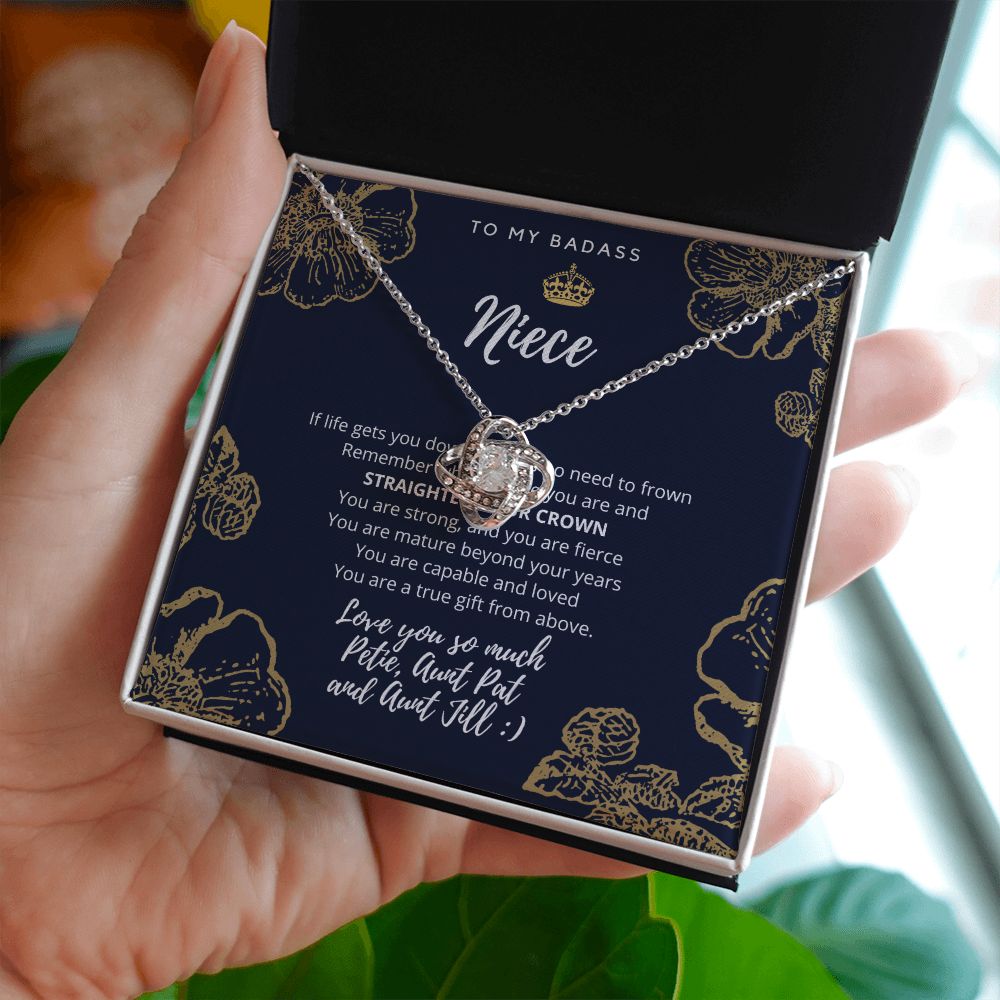 TO MY BADASS
Niece
If life gets you need to frown
Remember you are and
STRAIGHTE CROWN
You are strong, and you are fierce
You are mature beyond your years
You are capable and loved
You are a true gift from above.
Love you so much
Petie, Aunt Pat
and Aunt Jill :)